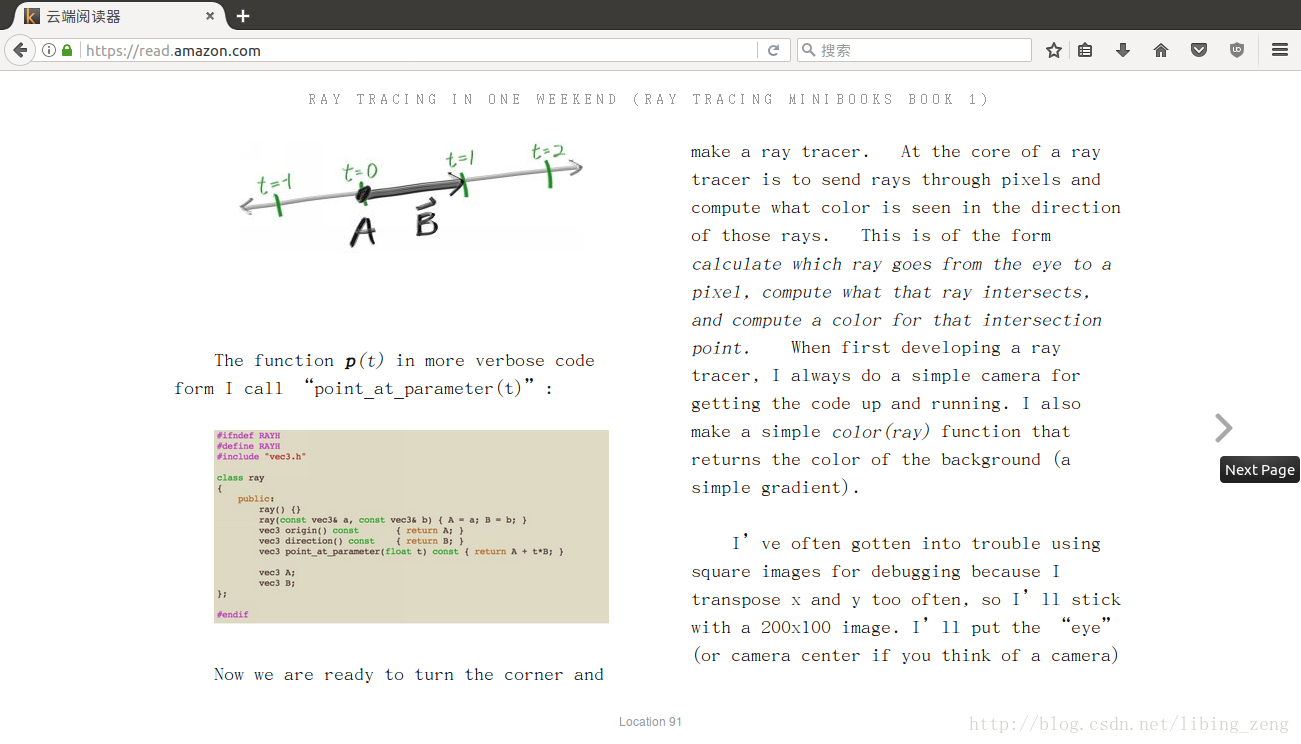 云端阅读器
https://read.amazon.com
搜索
RAY TRACING IN ONE WEEKEND (RAY TRACING MINIBOOKS BOOK 1)
t=-1
t=0
t=1
t=2
A
B
The function p(t) in more verbose code
form I call “point_at_parameter(t)”:
#ifndef RAYH
#define RAYH
#include "vec3.h"
class ray
{
public:
ray() {}
ray(const vec3& a, const vec3& b) { A = a; B = b; }
vec3 origin() const { return A; }
vec3 direction() const { return B; }
vec3 point_at_parameter(float t) const { return A + t*B; }
vec3 A;
vec3 B;
};
#endif
Now we are ready to turn the corner and
make a ray tracer. At the core of a ray
tracer is to send rays through pixels and
compute what color is seen in the direction
of those rays. This is of the form
calculate which ray goes from the eye to a
pixel, compute what that ray intersects,
and compute a color for that intersection
point. When first developing a ray
tracer, I always do a simple camera for
getting the code up and running. I also
make a simple color(ray) function that
returns the color of the background (a
simple gradient).
I’ve often gotten into trouble using
square images for debugging because I
transpose x and y too often, so I’ll stick
with a 200x100 image. I’ll put the “eye”
(or camera center if you think of a camera)
Next Page
Location 91
http://blog.csdn.net/libing_zeng